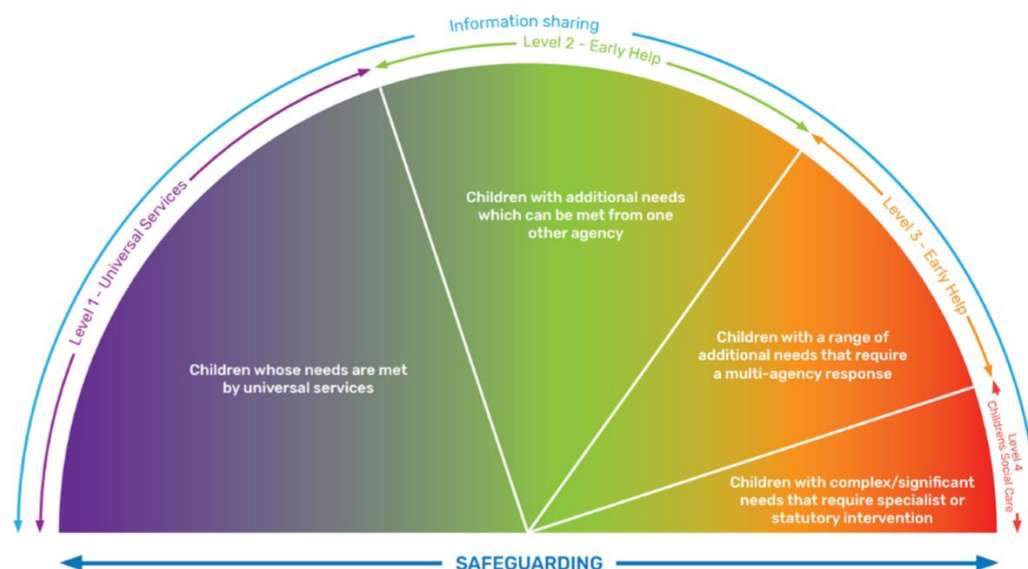 Information sharing
Level 2 - Early Help
Level 1 - Universal Services
Level 3 - Early Help
Level 4
Childrens Social Care
Children with additional needs
which can be met from one
other agency
Children whose needs are met
by universal services
Children with a range of
additional needs that require
a multi-agency response
Children with complex/significant
needs that require specialist or
statutory intervention
SAFEGUARDING